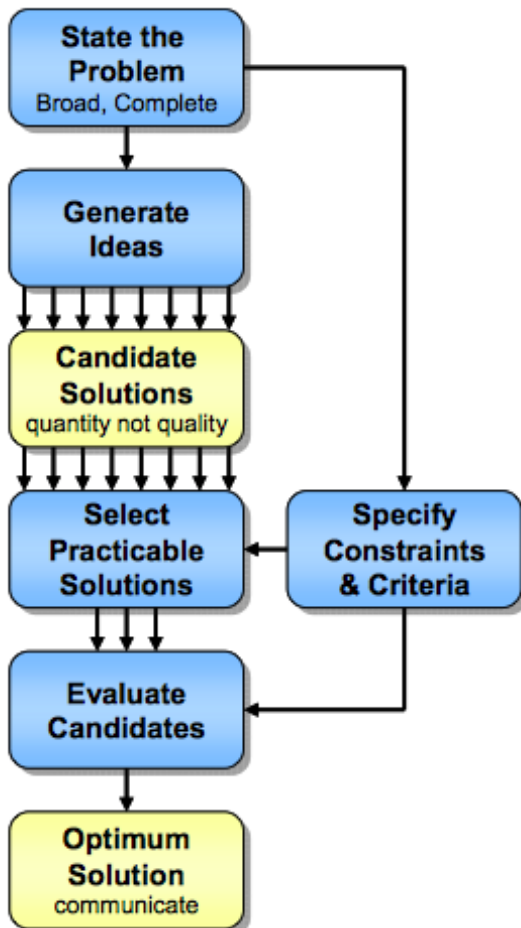 State the
Problem
Broad, Complete
Generate
Ideas
Candidate
Solutions
quantity not quality
Select
Practicable
Solutions
Specify
Constraints
& Criteria
Evaluate
Candidates
Optimum
Solution
communicate